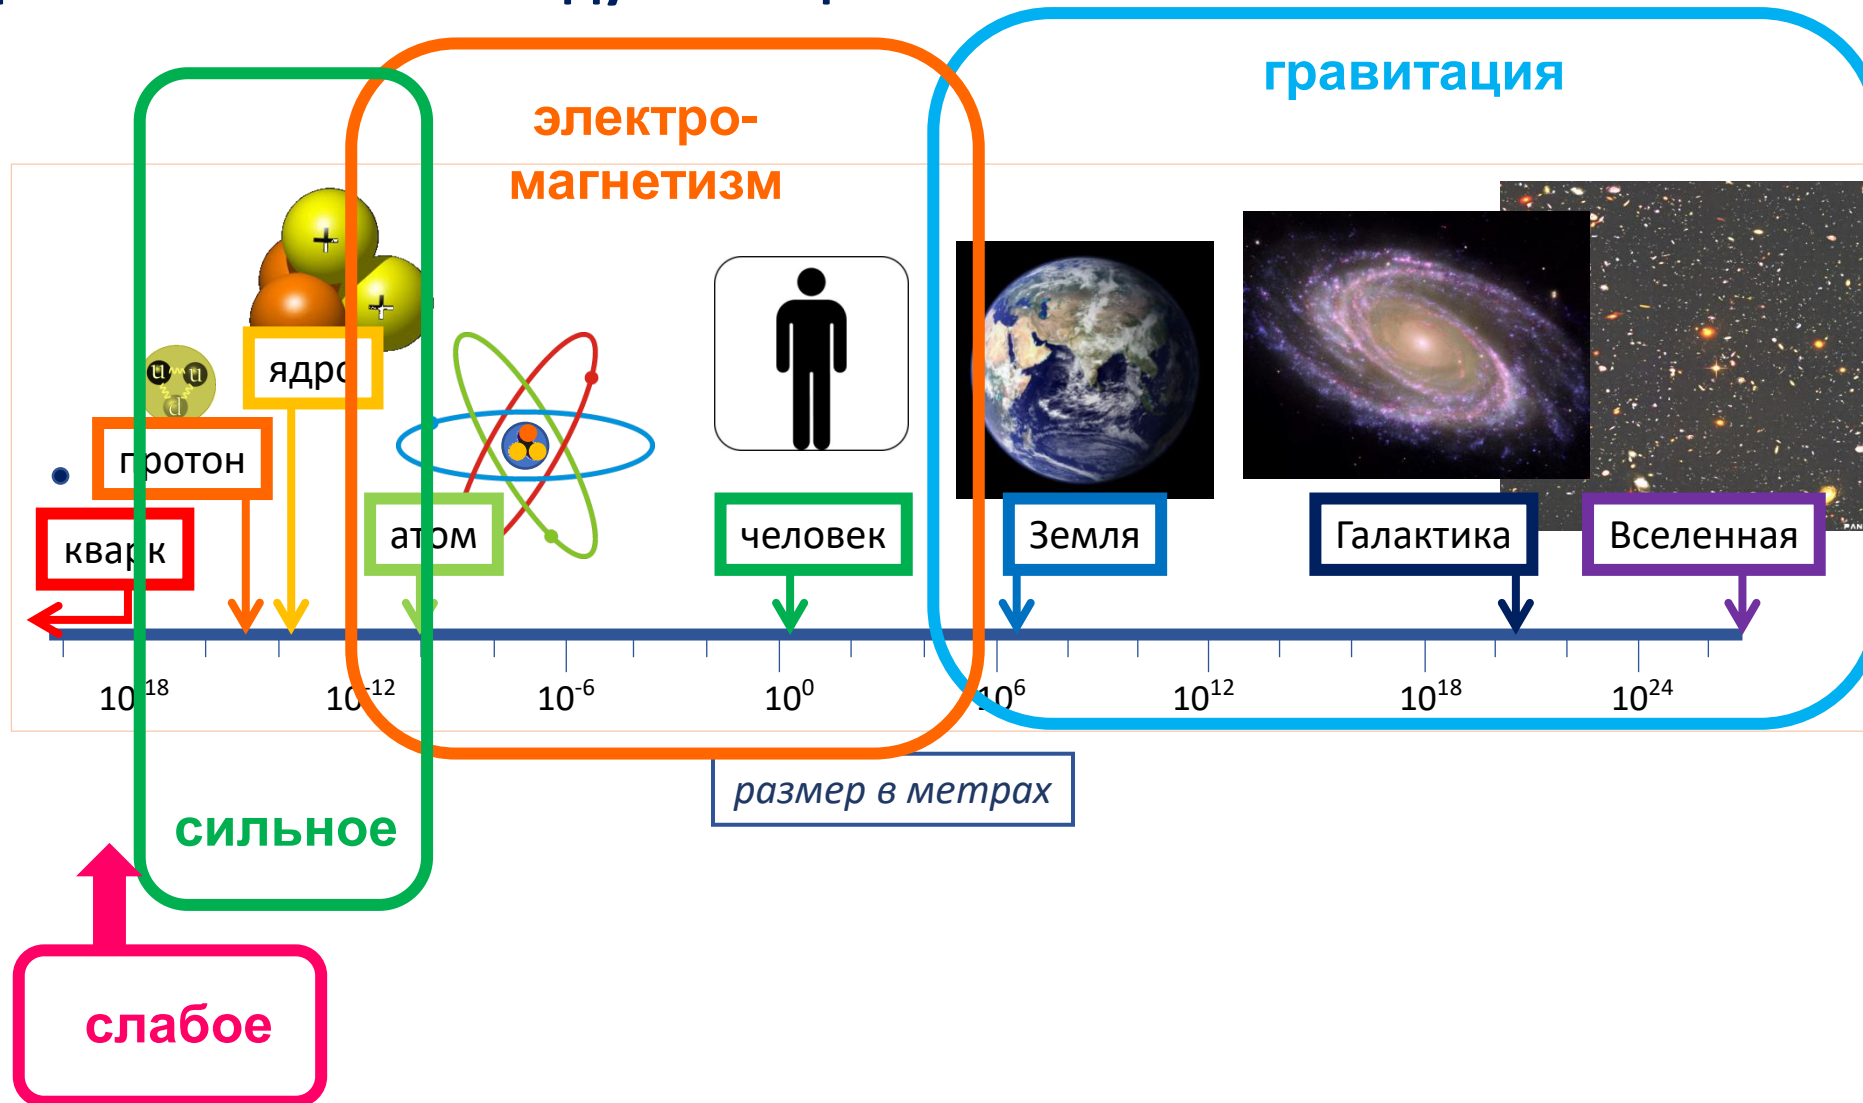 гравитация
электро-
магнетизм
+
+
ядро
u u
d
протон
кварк
атом
человек
Земля
Галактика
Вселенная
10⁻¹⁸
10⁻¹²
10⁻⁶
10⁰
10⁶
10¹²
10¹⁸
10²⁴
размер в метрах
сильное
слабое